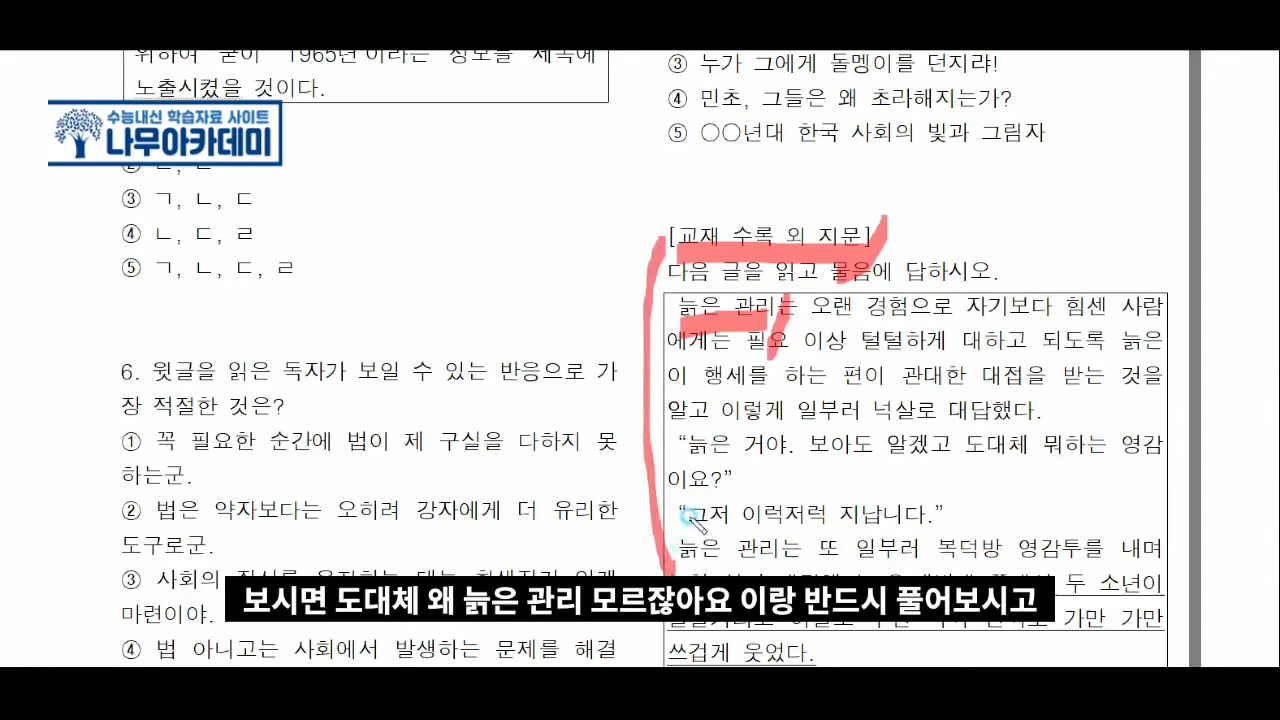 위하여 굳이 '1965년'이라는 정보를 제목에
노출시켰을 것이다.
수능내신 학습자료 사이트
나무아카데미
③ ㄱ, ㄴ, ㄷ
④ ㄴ, ㄷ, ㄹ
⑤ ㄱ, ㄴ, ㄷ, ㄹ
6. 윗글을 읽은 독자가 보일 수 있는 반응으로 가
장 적절한 것은?
① 꼭 필요한 순간에 법이 제 구실을 다하지 못
하는군.
② 법은 약자보다는 오히려 강자에게 더 유리한
도구로군.
③ 사회의
마련이야.
④ 법 아니고는 사회에서 발생하는 문제를 해결
③ 누가 그에게 돌멩이를 던지랴!
④ 민초, 그들은 왜 초라해지는가?
⑤ ○○년대 한국 사회의 빛과 그림자
[교재 수록 외 지문]
다음 글을 읽고 물음에 답하시오.
늙은 관리는 오랜 경험으로 자기보다 힘센 사람
에게는 필요 이상 털털하게 대하고 되도록 늙은
이 행세를 하는 편이 관대한 대접을 받는 것을
알고 이렇게 일부러 넉살로 대답했다.
“늙은 거야. 보아도 알겠고 도대체 뭐하는 영감
이요?”
“그저 이럭저럭 지납니다.”
늙은 관리는 또 일부러 복덕방 영감투를 내며
두 소년이
가만 가만
쓰겁게 웃었다.
보시면 도대체 왜 늙은 관리 모르잖아요 이랑 반드시 풀어보시고